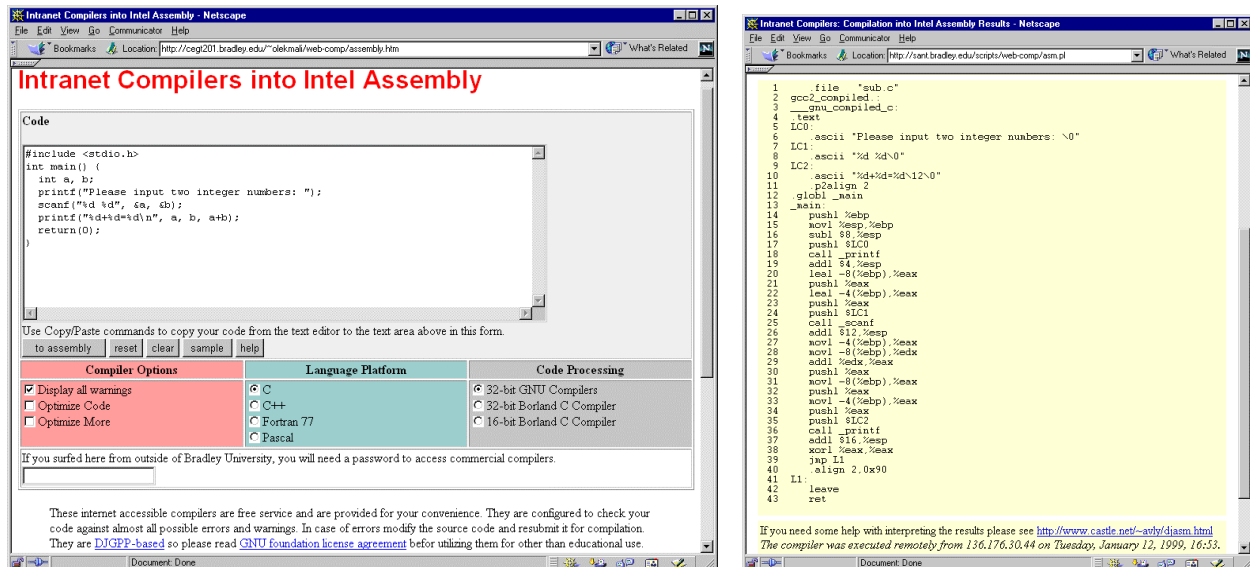 Intranet Compilers into Intel Assembly - Netscape
File Edit View Go Communicator Help
Bookmarks Location: http://cegt201.bradley.edu/~olekmali/web-comp/assembly.htm What's Related
Intranet Compilers into Intel Assembly
Code
#include <stdio.h>
int main() {
int a, b;
printf("Please input two integer numbers: ");
scanf("%d %d", &a, &b);
printf("%d+%d=%d\n", a, b, a+b);
return(0);
}
Use Copy/Paste commands to copy your code from the text editor to the text area above in this form.
to assembly reset clear sample help
Compiler Options Language Platform Code Processing
Display all warnings C 32-bit GNU Compilers
Optimize Code C++ 32-bit Borland C Compiler
Optimize More Fortran 77 16-bit Borland C Compiler
Pascal
If you surfed here from outside of Bradley University, you will need a password to access commercial compilers.
These internet accessible compilers are free service and are provided for your convenience. They are configured to check your
code against almost all possible errors and warnings. In case of errors modify the source code and resubmit it for compilation.
They are DJGPP-based so please read GNU foundation license agreement befor utilizing them for other than educational use.
Document: Done
Intranet Compilers: Compilation into Intel Assembly Results - Netscape
File Edit View Go Communicator Help
Bookmarks Location: http://sant.bradley.edu/scripts/web-comp/asm.pl What's Related
1 .file "sub.c"
2 gcc2_compiled.:
3 ___gnu_compiled_c:
4 .text
5 LC0:
6 .ascii "Please input two integer numbers: \0"
7 LC1:
8 .ascii "%d %d\0"
9 LC2:
10 .ascii "%d+%d=%d\12\0"
11 .p2align 2
12 .globl _main
13 _main:
14 pushl %ebp
15 movl %esp,%ebp
16 subl $8,%esp
17 pushl $LC0
18 call _printf
19 addl $4,%esp
20 leal -8(%ebp),%eax
21 pushl %eax
22 leal -4(%ebp),%eax
23 pushl %eax
24 pushl $LC1
25 call _scanf
26 addl $12,%esp
27 movl -4(%ebp),%eax
28 movl -8(%ebp),%edx
29 addl %edx,%eax
30 pushl %eax
31 movl -8(%ebp),%eax
32 pushl %eax
33 movl -4(%ebp),%eax
34 pushl %eax
35 pushl $LC2
36 call _printf
37 addl $16,%esp
38 xorl %eax,%eax
39 jmp L1
40 .align 2,0x90
41 L1:
42 leave
43 ret
If you need some help with interpreting the results please see http://www.castle.net/~avly/djasm.html
The compiler was executed remotely from 136.176.30.44 on Tuesday, January 12, 1999, 16:53.
Document: Done